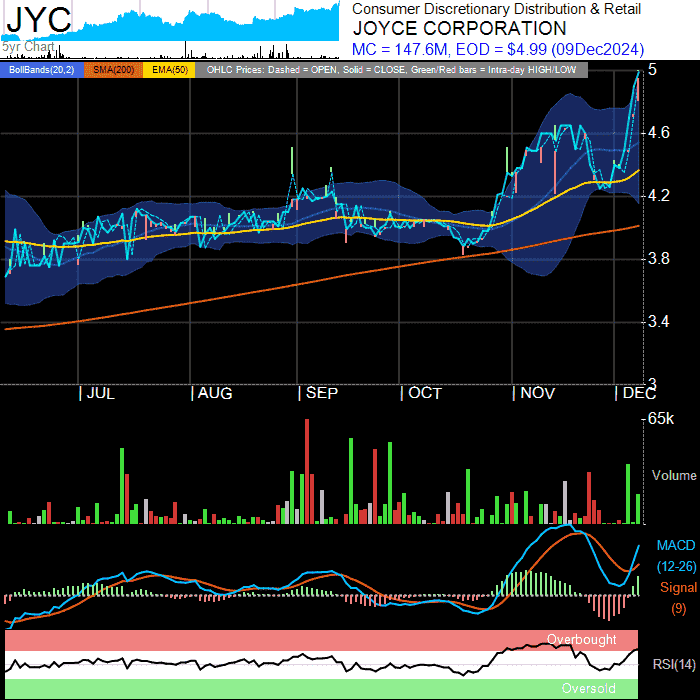 JYC
5yr Chart
Consumer Discretionary Distribution & Retail
JOYCE CORPORATION
MC = 147.6M, EOD = $4.99 (09Dec2024)
BollBands(20,2) SMA(200) EMA(50) OHLC Prices: Dashed = OPEN, Solid = CLOSE, Green/Red bars = Intra-day HIGH/LOW
5
4.6
4.2
3.8
3.4
3
JUL AUG SEP OCT NOV DEC
65k
Volume
MACD
(12-26)
Signal
(9)
Overbought
RSI(14)
Oversold